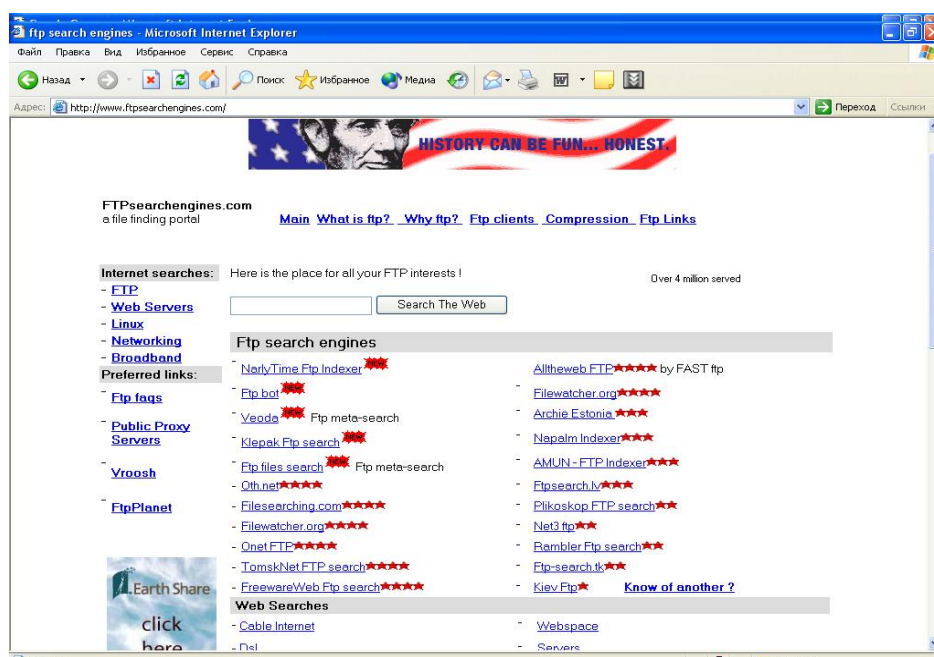 ftp search engines - Microsoft Internet Explorer
Файл Правка Вид Избранное Сервис Справка
Назад Поиск Избранное Медиа
Адрес: http://www.ftpsearchengines.com/ Переход Ссылки
HISTORY CAN BE FUN... HONEST.
FTPsearchengines.com
a file finding portal
Main What is ftp? Why ftp? Ftp clients Compression Ftp Links
Internet searches:
- FTP
- Web Servers
- Linux
- Networking
- Broadband
Preferred links:
- Ftp faqs
- Public Proxy
Servers
- Vroosh
- FtpPlanet
Earth Share
click
here
Here is the place for all your FTP interests !
Over 4 million served
Search The Web
Ftp search engines
- NarlyTime Ftp Indexer NEW
- Ftp bot NEW
- Veoda NEW Ftp meta-search
- Klepak Ftp search NEW
- Ftp files search NEW Ftp meta-search
- Oth.net
- Filesearching.com
- Filewatcher.org
- Onet FTP
- TomskNet FTP search
- FreewareWeb Ftp search
Alltheweb FTP by FAST ftp
- Filewatcher.org
- Archie Estonia
- Napalm Indexer
- AMUN - FTP Indexer
- Ftpsearch.lv
- Plikoskop FTP search
- Net3 ftp
- Rambler Ftp search
- Ftp-search.tk
- Kiev Ftp Know of another ?
Web Searches
- Cable Internet
- Dsl
- Webspace
- Servers